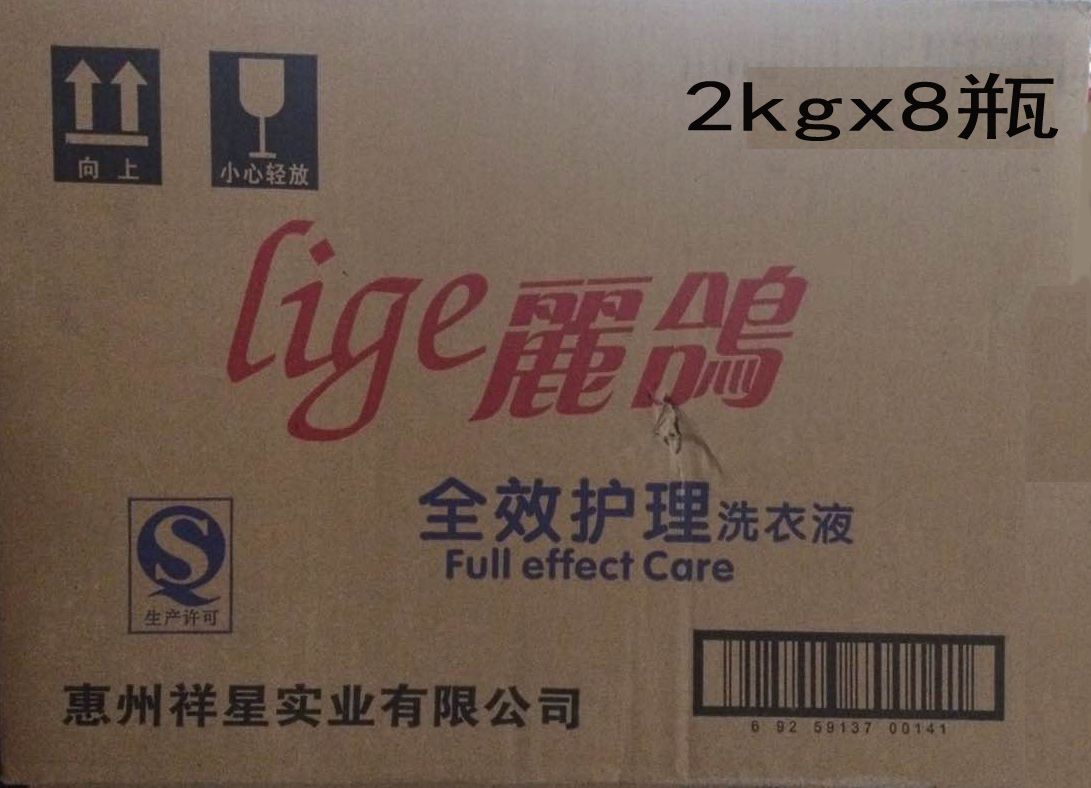 向上
小心轻放
2kgx8瓶
lige麗鴿
全效护理洗衣液
Full effect Care
生产许可
惠州祥星实业有限公司
6 92 59137 00141